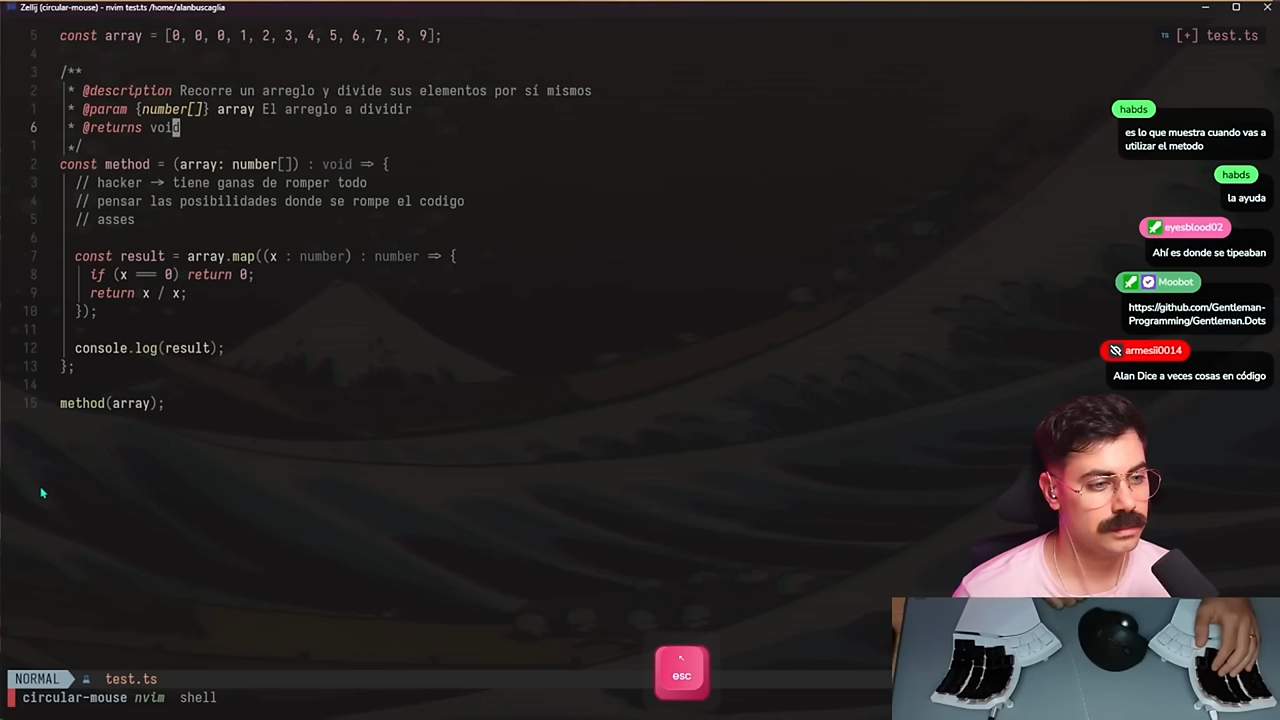 Zellij (circular-mouse) - nvim test.ts /home/alanbuscaglia
TS [+] test.ts
5 const array = [0, 0, 0, 1, 2, 3, 4, 5, 6, 7, 8, 9];
4
3 /**
2 * @description Recorre un arreglo y divide sus elementos por sí mismos
1 * @param {number[]} array El arreglo a dividir
6 * @returns void
1 */
2 const method = (array: number[]) : void => {
3 // hacker → tiene ganas de romper todo
4 // pensar las posibilidades donde se rompe el codigo
5 // asses
6
7 const result = array.map((x : number) : number => {
8 if (x === 0) return 0;
9 return x / x;
10 });
11
12 console.log(result);
13 };
14
15 method(array);
habds
es lo que muestra cuando vas a
utilizar el metodo
habds
la ayuda
eyesblood02
Ahí es donde se tipeaban
Moobot
https://github.com/Gentleman-
Programming/Gentleman.Dots
armesii0014
Alan Dice a veces cosas en código
esc
NORMAL test.ts
circular-mouse nvim shell